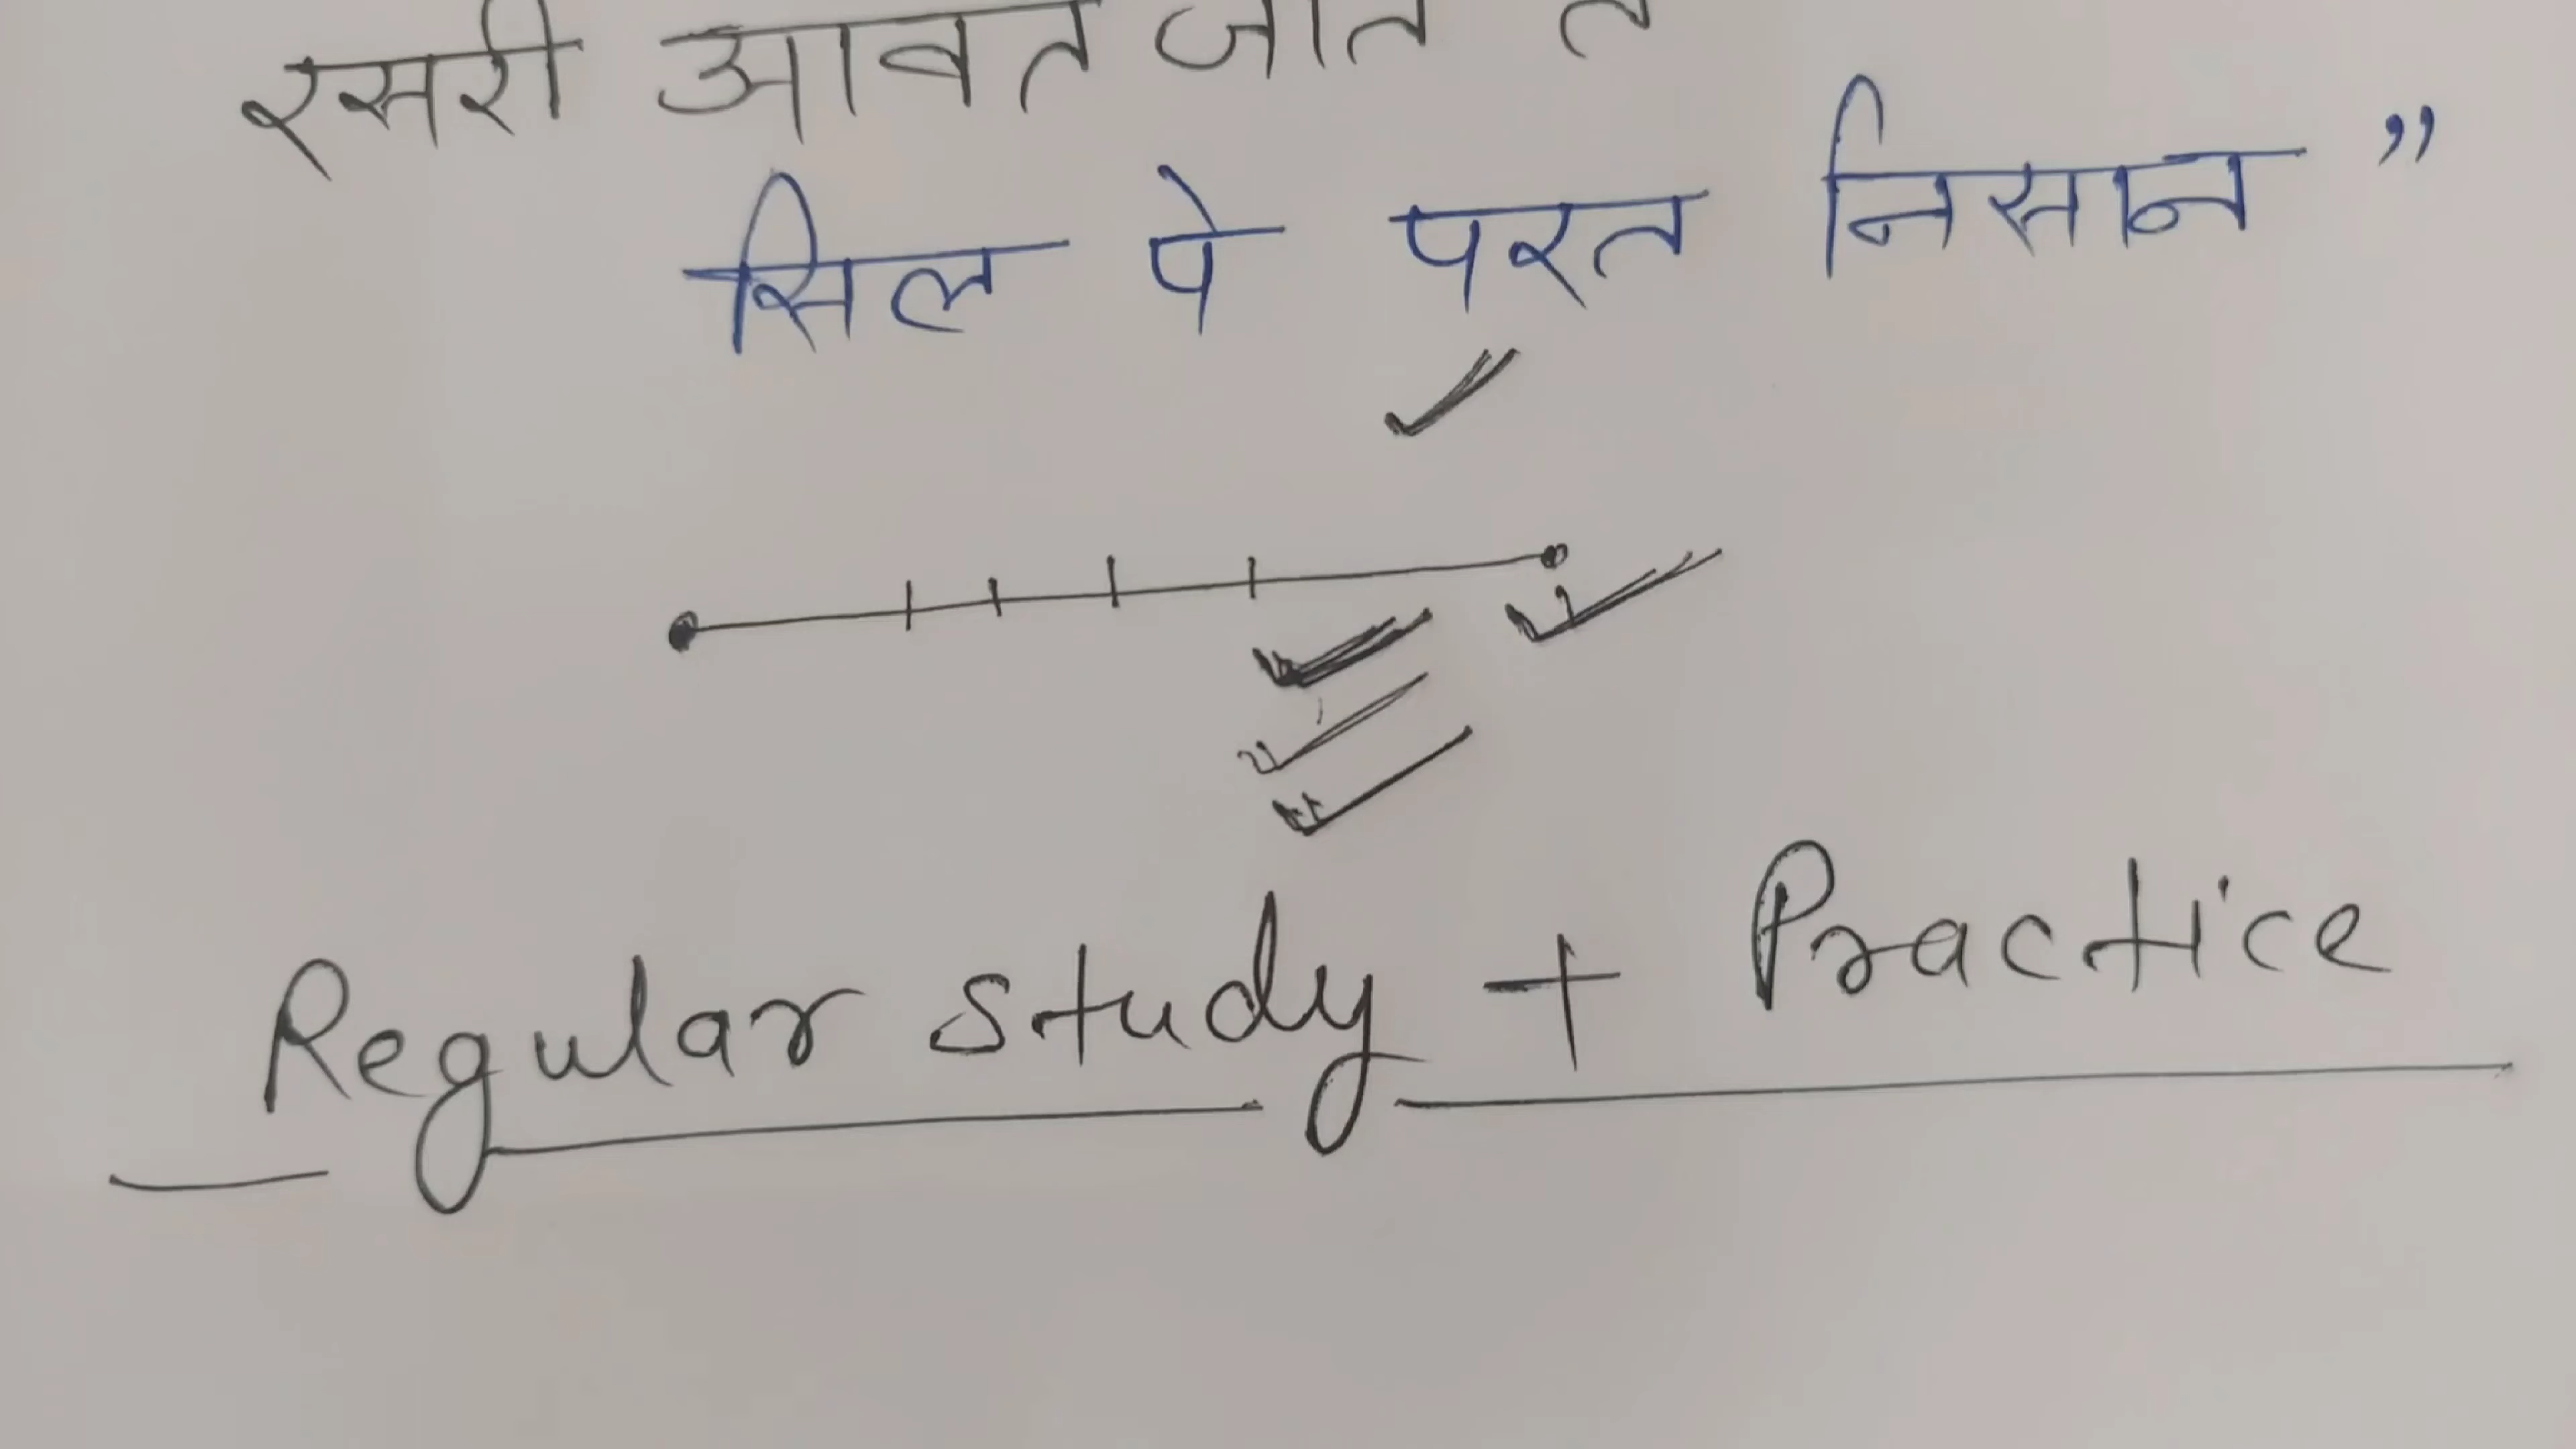 रसरी आवत जात त
सिल पे परत निसान”
Regular study + Practice